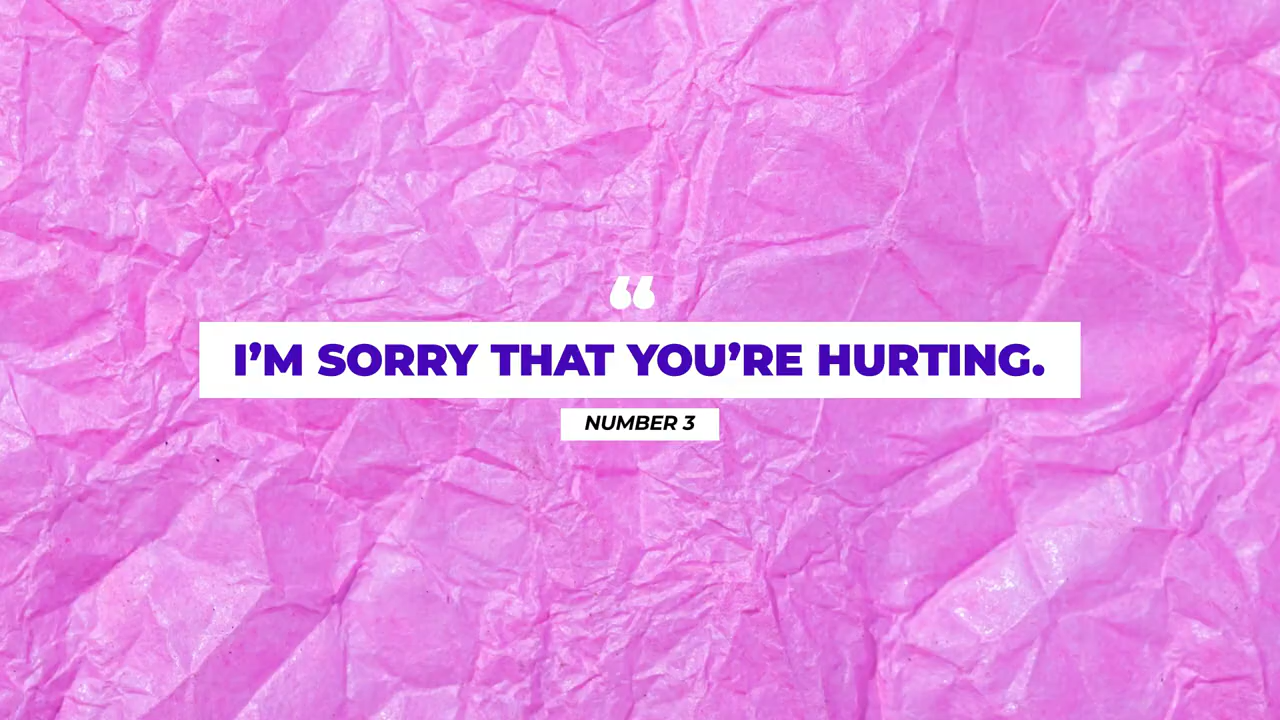 “
I’M SORRY THAT YOU’RE HURTING.
NUMBER 3